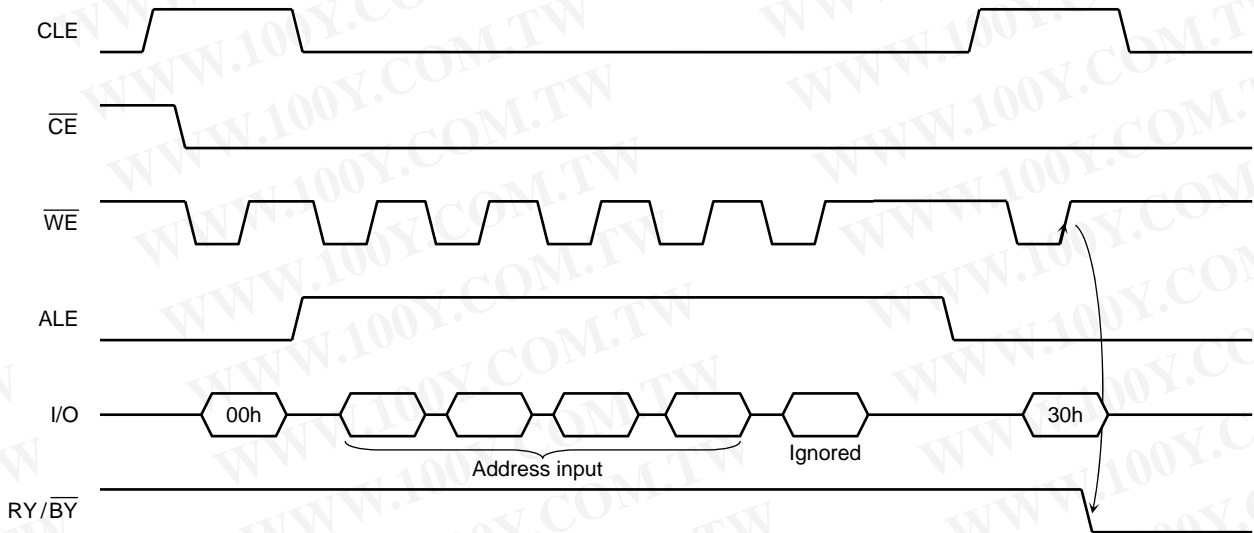 CLE
CE
WE
ALE
I/O 00h 30h
Address input Ignored
RY/BY
WWW.100Y.COM.TW